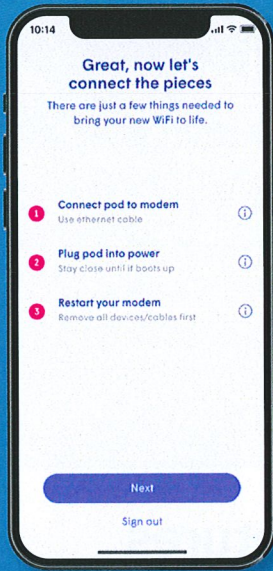 10:14
Great, now let's
connect the pieces
There are just a few things needed to
bring your new WiFi to life.
1 Connect pod to modem
Use ethernet cable
2 Plug pod into power
Stay close until it boots up
3 Restart your modem
Remove all devices/cables first
Next
Sign out